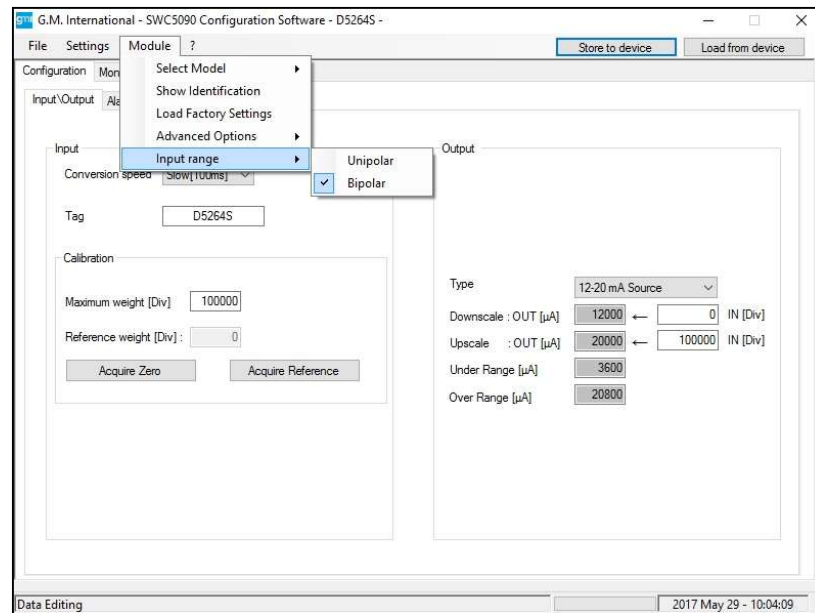 gmi G.M. International - SWC5090 Configuration Software - D5264S -
File Settings Module ? Store to device Load from device
Configuration Mon
Select Model
Show Identification
Input\Output Ala
Load Factory Settings
Advanced Options
Input range
Unipolar
Bipolar
Input
Conversion speed Slow[100ms]
Tag D5264S
Calibration
Maximum weight [Div] 100000
Reference weight [Div] : 0
Acquire Zero Acquire Reference
Output
Type 12-20 mA Source
Downscale : OUT [µA] 12000 ← 0 IN [Div]
Upscale : OUT [µA] 20000 ← 100000 IN [Div]
Under Range [µA] 3600
Over Range [µA] 20800
Data Editing 2017 May 29 - 10:04:09